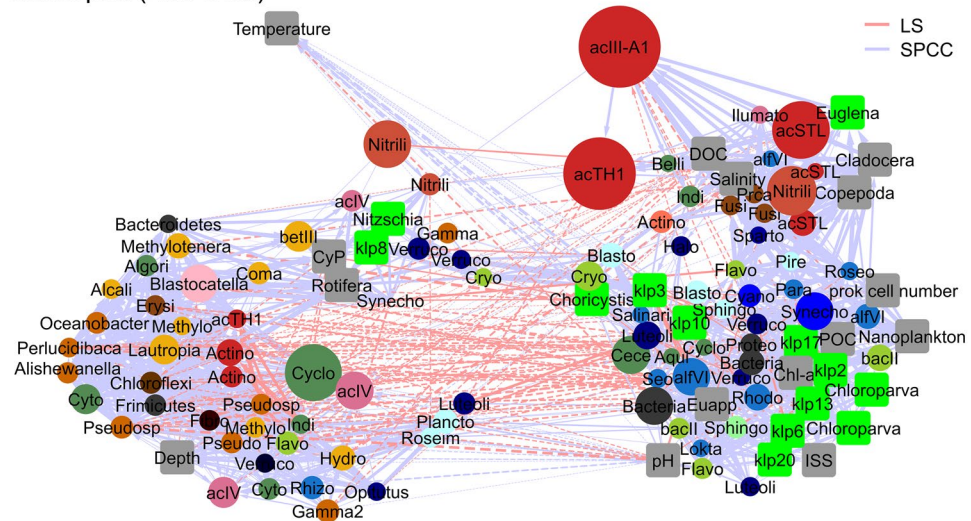 Temperature
acIII-A1
LS
SPCC
Ilumato
Euglena
acSTL
Nitrili
acTH1
Belli
DOC
alfVI
Cladocera
acSTL
Salinity
Prca
Nitrili
Copepoda
Nitrili
Indi
Fusi
Fusi
acIV
Nitzschia
Actino
acSTL
Bacteroidetes
betIII
Gamma
Sparto
Methylotenera
klp8
Verruco
Halo
CyP
Verruco
Blasto
Pire
Algori
Coma
Rotifera
Cryo
Cryo
Flavo
Roseo
Alcali
Blastocatella
Synecho
Choricystis
klp3
Blasto
Para
prok cell number
Erysi
Cyano
Sphingo
Synecho
Oceanobacter
Methylo
acTH1
Salinari
klp10
Verruco
alfVI
Perlucidibaca
Lautropia
Actino
Luteoli
Proteo
klp17
POC
Nanoplankton
Alishewanella
Cyclo
Cece
Aqui
Cyclo
Bacteria
bacII
Chloroflexi
Actino
acIV
Seo
alfVI
Verruco
Chl-a
klp2
Cyto
Frimicutes
Pseudosp
Luteoli
Bacteria
Euapp
Rhodo
klp13
Chloroparva
Pseudosp
Methylo
Indi
Plancto
bacII
Sphingo
klp6
Chloroparva
Pseudo
Flavo
Roseim
Lokta
Depth
Verruco
Hydro
pH
Flavo
klp20
ISS
acIV
Cyto
Rhizo
Opitutus
Luteoli
Gamma2